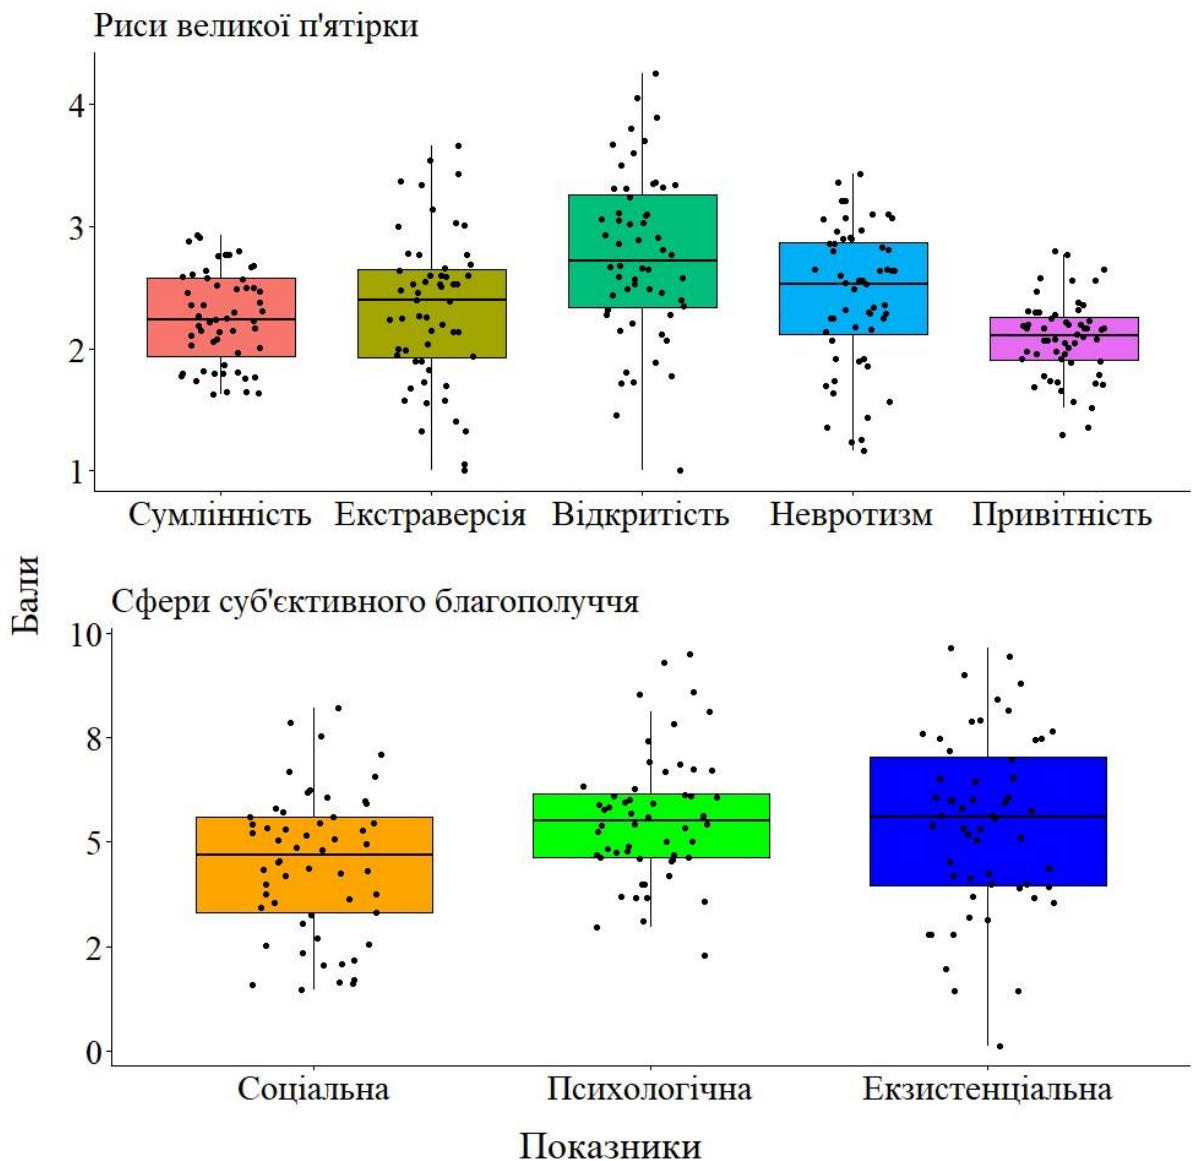 Риси великої п'ятірки
4
3
2
1
Сумлінність Екстраверсія Відкритість Невротизм Привітність
Бали
Сфери суб'єктивного благополуччя
10
8
5
2
0
Соціальна Психологічна Екзистенціальна
Показники